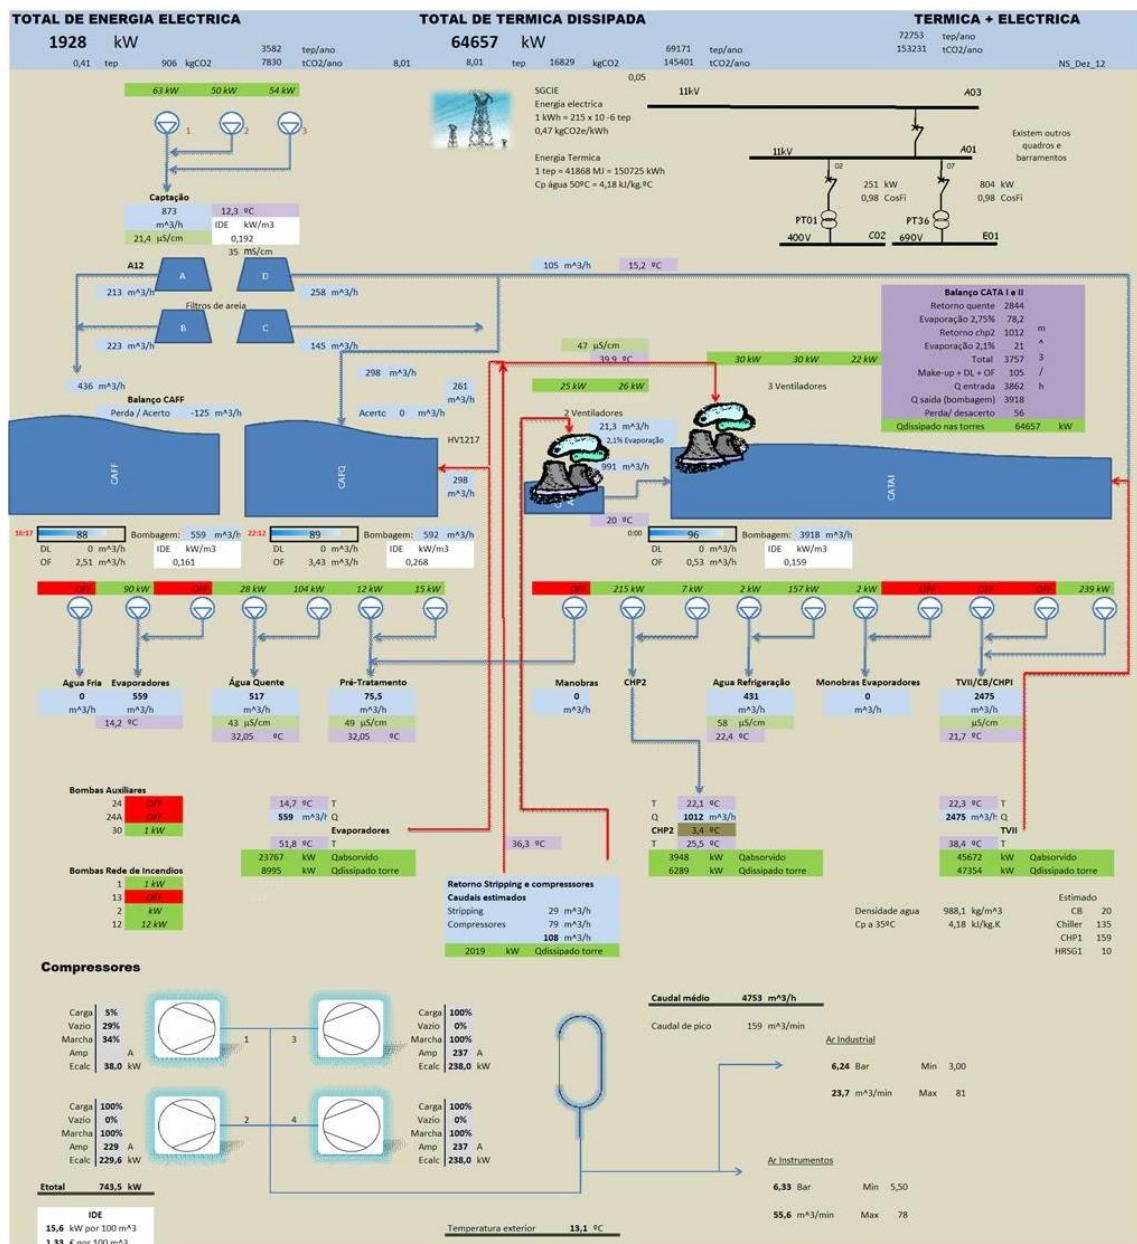 TOTAL DE ENERGIA ELECTRICA
TOTAL DE TERMICA DISSIPADA
TERMICA + ELECTRICA
1928 kW
64657 kW
72753 tep/ano
153231 tCO2/ano
3582 tep/ano
69171 tep/ano
0,41 tep 906 kgCO2 7830 tCO2/ano 8,01
8,01 tep 16829 kgCO2 145401 tCO2/ano
NS_Dez_12
0,05
63 kW 50 kW 54 kW
1 2 3
SGCIE
Energia electrica
1 kWh = 215 x 10 -6 tep
0,47 kgCO2e/kWh
Energia Termica
1 tep = 41868 MJ = 150725 kWh
Cp água 50ºC = 4,18 kJ/kg.ºC
11kV A03
11kV A01
Existem outros
quadros e
barramentos
02 07
251 kW
0,98 CosFi
804 kW
0,98 CosFi
PT01
PT36
400V C02
690V E01
Captação
873
m^3/h
21,4 µS/cm
12,3 ºC
IDE kW/m3
0,192
35 mS/cm
A12
A
D
213 m^3/h
258 m^3/h
Filtros de areia
B
C
223 m^3/h
145 m^3/h
105 m^3/h 15,2 ºC
Balanço CATA I e II
Retorno quente 2844
Evaporação 2,75% 78,2
Retorno chp2 1012
Evaporação 2,1% 21
Total 3757
Make-up + DL + OF 105
Q entrada 3862
Q saída (bombagem) 3918
Perda/ desacerto 56
m
^
3
/
h
Qdissipado nas torres 64657 kW
47 µS/cm
39,9 ºC
30 kW 30 kW 22 kW
25 kW 26 kW
3 Ventiladores
2 Ventiladores
436 m^3/h
298 m^3/h
261
m^3/h
Balanço CAFF
Perda / Acerto -125 m^3/h
Acerto 0 m^3/h
HV1217
298
m^3/h
21,3 m^3/h
2,1% Evaporação
991 m^3/h
20 ºC
CAFF
CAFQ
CATAI
16:17 88
Bombagem: 559 m^3/h
DL 0 m^3/h
OF 2,51 m^3/h
IDE kW/m3
0,161
22:12 89
Bombagem: 592 m^3/h
DL 0 m^3/h
OF 3,43 m^3/h
IDE kW/m3
0,268
0:00 96
Bombagem: 3918 m^3/h
DL 0 m^3/h
OF 0,53 m^3/h
IDE kW/m3
0,159
OFF 90 kW OFF 28 kW 104 kW 12 kW 15 kW
OFF 215 kW 7 kW 2 kW 157 kW 2 kW OFF OFF OFF 239 kW
Agua Fria
0
m^3/h
Evaporadores
559
m^3/h
14,2 ºC
Água Quente
517
m^3/h
43 µS/cm
32,05 ºC
Pré-Tratamento
75,5
m^3/h
49 µS/cm
32,05 ºC
Manobras
0
m^3/h
CHP2
Agua Refrigeração
431
m^3/h
58 µS/cm
22,4 ºC
Monobras Evaporadores
0
m^3/h
TVII/CB/CHPI
2475
m^3/h
µS/cm
21,7 ºC
Bombas Auxiliares
24 OFF
24A OFF
30 1 kW
Bombas Rede de Incendios
1 1 kW
13 OFF
2 kW
12 12 kW
14,7 ºC T
559 m^3/h Q
Evaporadores
51,8 ºC T
23767 kW Qabsorvido
8995 kW Qdissipado torre
36,3 ºC
Retorno Stripping e compresssores
Caudais estimados
Stripping 29 m^3/h
Compressores 79 m^3/h
108 m^3/h
2019 kW Qdissipado torre
T 22,1 ºC
Q 1012 m^3/h
CHP2 3,4 ºC
T 25,5 ºC
3948 kW Qabsorvido
6289 kW Qdissipado torre
22,3 ºC T
2475 m^3/h Q
TVII
38,4 ºC T
45672 kW Qabsorvido
47354 kW Qdissipado torre
Densidade agua 988,1 kg/m^3
Cp a 35ºC 4,18 kJ/kg.K
Estimado
CB 20
Chiller 135
CHP1 159
HRSG1 10
Compressores
Carga 5%
Vazio 29%
Marcha 34%
Amp A
Ecalc 38,0 kW
1
3
Carga 100%
Vazio 0%
Marcha 100%
Amp 237 A
Ecalc 238,0 kW
Carga 100%
Vazio 0%
Marcha 100%
Amp 229 A
Ecalc 229,6 kW
2
4
Carga 100%
Vazio 0%
Marcha 100%
Amp 237 A
Ecalc 238,0 kW
Caudal médio 4753 m^3/h
Caudal de pico 159 m^3/min
Ar Industrial
6,24 Bar Min 3,00
23,7 m^3/min Max 81
Ar Instrumentos
6,33 Bar Min 5,50
55,6 m^3/min Max 78
Etotal 743,5 kW
IDE
15,6 kW por 100 m^3
1,33 € por 100 m^3
Temperatura exterior 13,1 ºC